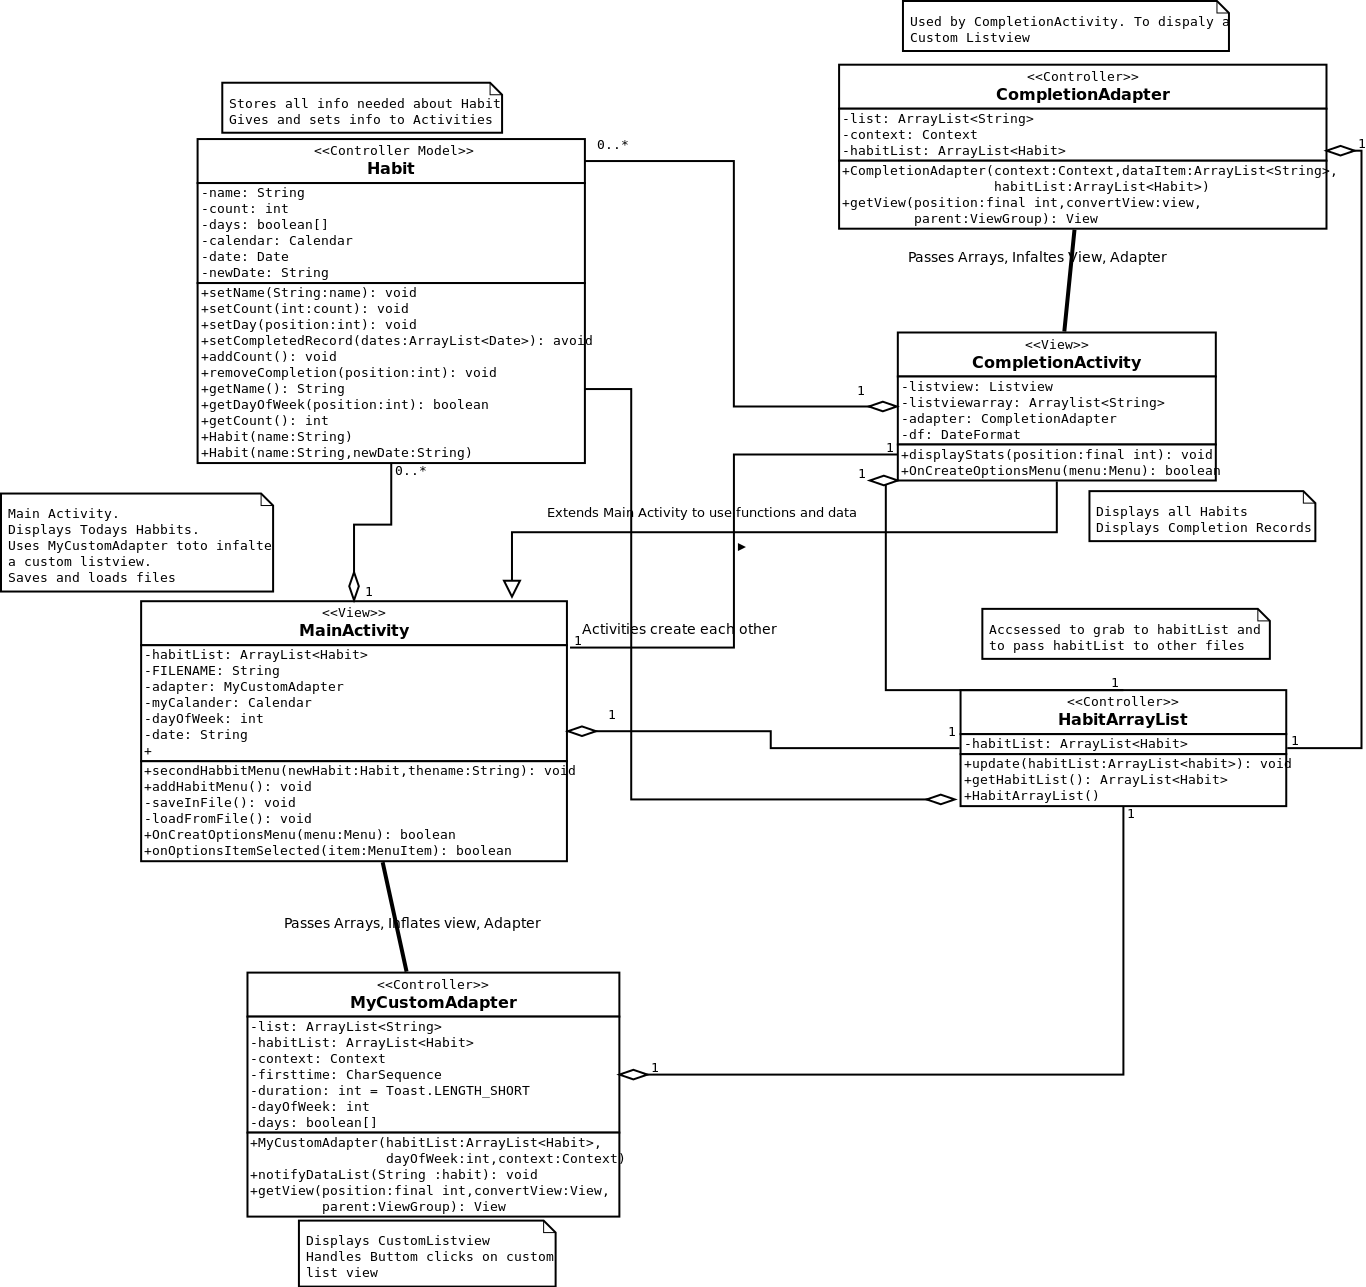 Used by CompletionActivity. To dispaly a
Custom Listview
<<Controller>>
CompletionAdapter
-list: ArrayList<String>
-context: Context
-habitList: ArrayList<Habit>
+CompletionAdapter(context:Context,dataItem:ArrayList<String>,
habitList:ArrayList<Habit>)
+getView(position:final int,convertView:view,
parent:ViewGroup): View
1
Stores all info needed about Habit
Gives and sets info to Activities
<<Controller Model>>
Habit
-name: String
-count: int
-days: boolean[]
-calendar: Calendar
-date: Date
-newDate: String
+setName(String:name): void
+setCount(int:count): void
+setDay(position:int): void
+setCompletedRecord(dates:ArrayList<Date>): avoid
+addCount(): void
+removeCompletion(position:int): void
+getName(): String
+getDayOfWeek(position:int): boolean
+getCount(): int
+Habit(name:String)
+Habit(name:String,newDate:String)
0..*
0..*
Passes Arrays, Infaltes View, Adapter
<<View>>
CompletionActivity
-listview: Listview
-listviewarray: Arraylist<String>
-adapter: CompletionAdapter
-df: DateFormat
+displayStats(position:final int): void
+OnCreateOptionsMenu(menu:Menu): boolean
1
1
1
Displays all Habits
Displays Completion Records
Extends Main Activity to use functions and data
Main Activity.
Displays Todays Habbits.
Uses MyCustomAdapter toto infalte
a custom listview.
Saves and loads files
1
<<View>>
MainActivity
-habitList: ArrayList<Habit>
-FILENAME: String
-adapter: MyCustomAdapter
-myCalander: Calendar
-dayOfWeek: int
-date: String
+
+secondHabbitMenu(newHabit:Habit,thename:String): void
+addHabitMenu(): void
-saveInFile(): void
-loadFromFile(): void
+OnCreatOptionsMenu(menu:Menu): boolean
+onOptionsItemSelected(item:MenuItem): boolean
Activities create each other
1
1
Accsessed to grab to habitList and
to pass habitList to other files
1
1
1
<<Controller>>
HabitArrayList
-habitList: ArrayList<Habit>
+update(habitList:ArrayList<habit>): void
+getHabitList(): ArrayList<Habit>
+HabitArrayList()
1
Passes Arrays, Inflates view, Adapter
<<Controller>>
MyCustomAdapter
-list: ArrayList<String>
-habitList: ArrayList<Habit>
-context: Context
-firsttime: CharSequence
-duration: int = Toast.LENGTH_SHORT
-dayOfWeek: int
-days: boolean[]
+MyCustomAdapter(habitList:ArrayList<Habit>,
dayOfWeek:int,context:Context)
+notifyDataList(String :habit): void
+getView(position:final int,convertView:View,
parent:ViewGroup): View
1
Displays CustomListview
Handles Buttom clicks on custom
list view